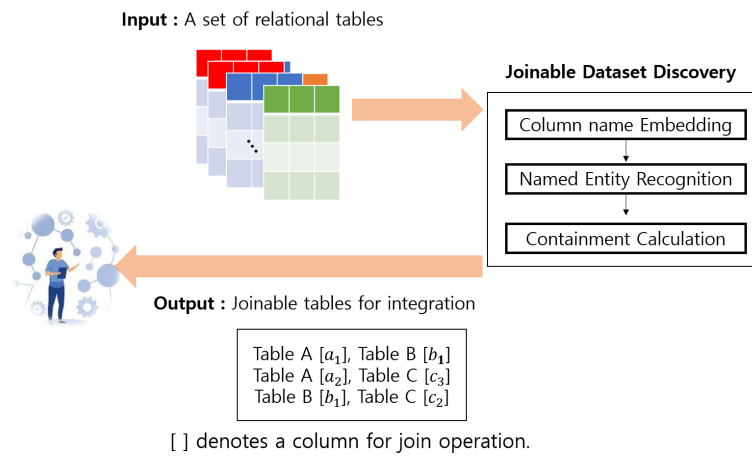 Input : A set of relational tables
Joinable Dataset Discovery
Column name Embedding
Named Entity Recognition
Containment Calculation
Output : Joinable tables for integration
Table A [a₁], Table B [b₁]
Table A [a₂], Table C [c₃]
Table B [b₁], Table C [c₂]
[ ] denotes a column for join operation.